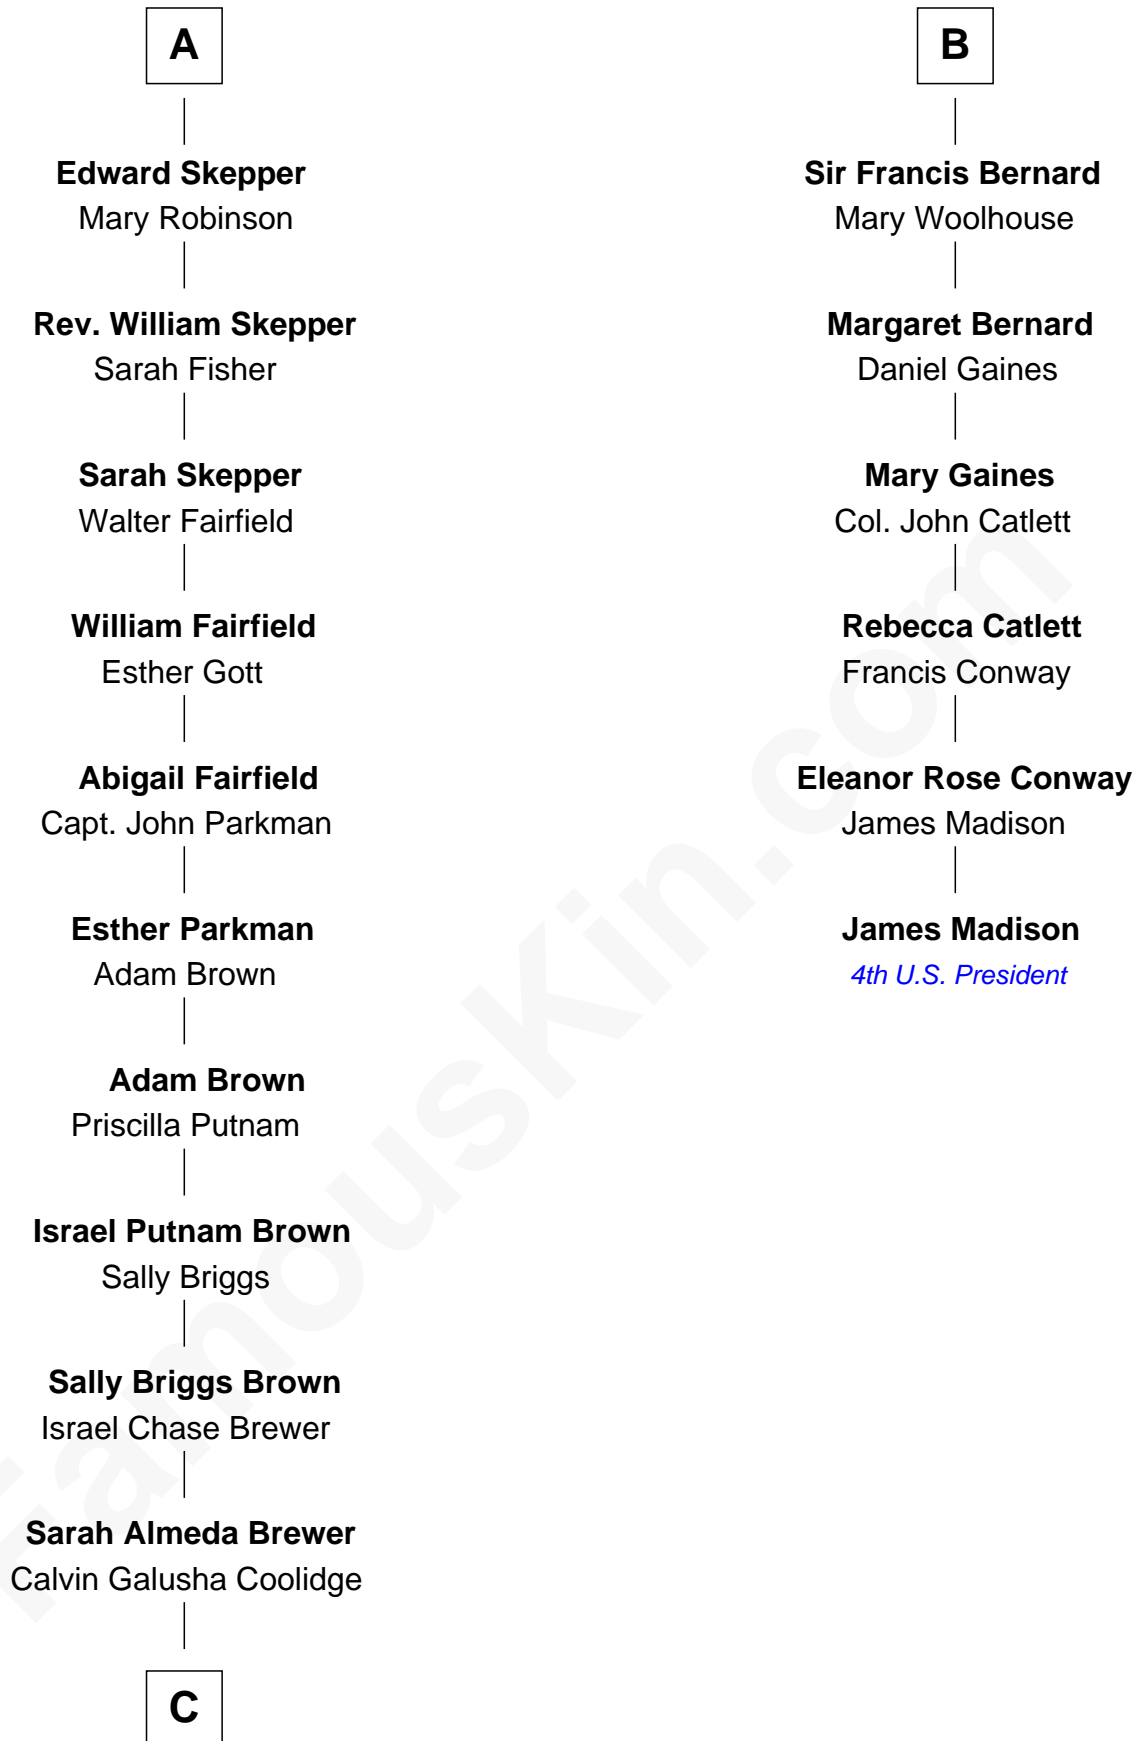 A
Edward Skepper
Mary Robinson
Rev. William Skepper
Sarah Fisher
Sarah Skepper
Walter Fairfield
William Fairfield
Esther Gott
Abigail Fairfield
Capt. John Parkman
Esther Parkman
Adam Brown
Adam Brown
Priscilla Putnam
Israel Putnam Brown
Sally Briggs
Sally Briggs Brown
Israel Chase Brewer
Sarah Almeda Brewer
Calvin Galusha Coolidge
C
B
Sir Francis Bernard
Mary Woolhouse
Margaret Bernard
Daniel Gaines
Mary Gaines
Col. John Catlett
Rebecca Catlett
Francis Conway
Eleanor Rose Conway
James Madison
James Madison
4th U.S. President
FamousKin.com